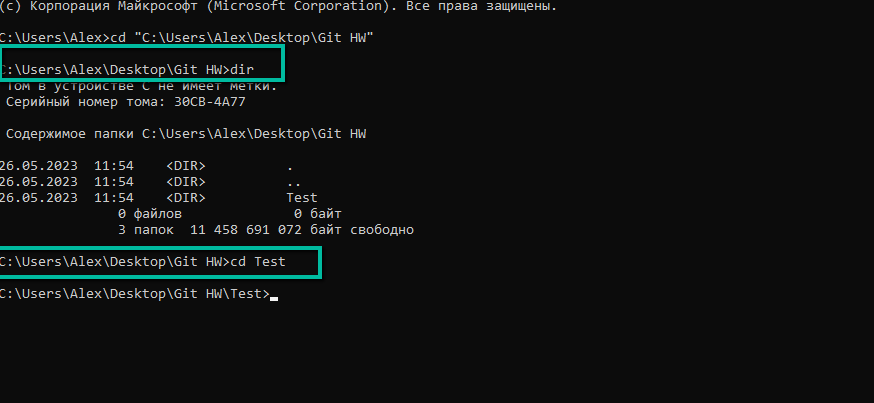 (c) Корпорация Майкрософт (Microsoft Corporation). Все права защищены.
C:\Users\Alex>cd "C:\Users\Alex\Desktop\Git HW"
C:\Users\Alex\Desktop\Git HW>dir
Том в устройстве C не имеет метки.
Серийный номер тома: 30CB-4A77
Содержимое папки C:\Users\Alex\Desktop\Git HW
26.05.2023  11:54    <DIR>          .
26.05.2023  11:54    <DIR>          ..
26.05.2023  11:54    <DIR>          Test
0 файлов              0 байт
3 папок  11 458 691 072 байт свободно
C:\Users\Alex\Desktop\Git HW>cd Test
C:\Users\Alex\Desktop\Git HW\Test>